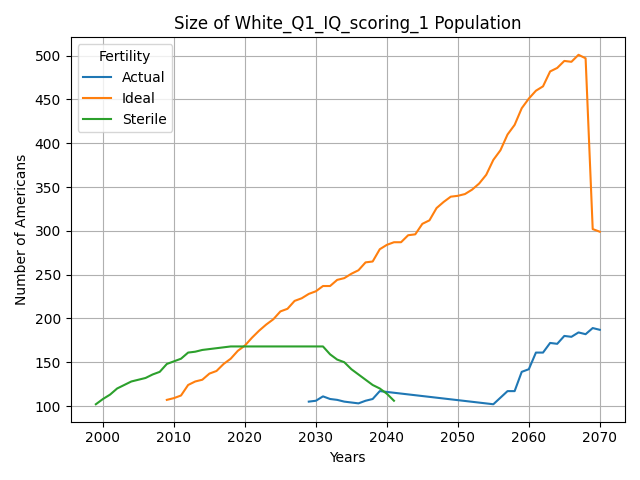 Size of White_Q1_IQ_scoring_1 Population
Fertility
Actual
Ideal
Sterile
Number of Americans
500
450
400
350
300
250
200
150
100
2000 2010 2020 2030 2040 2050 2060 2070
Years